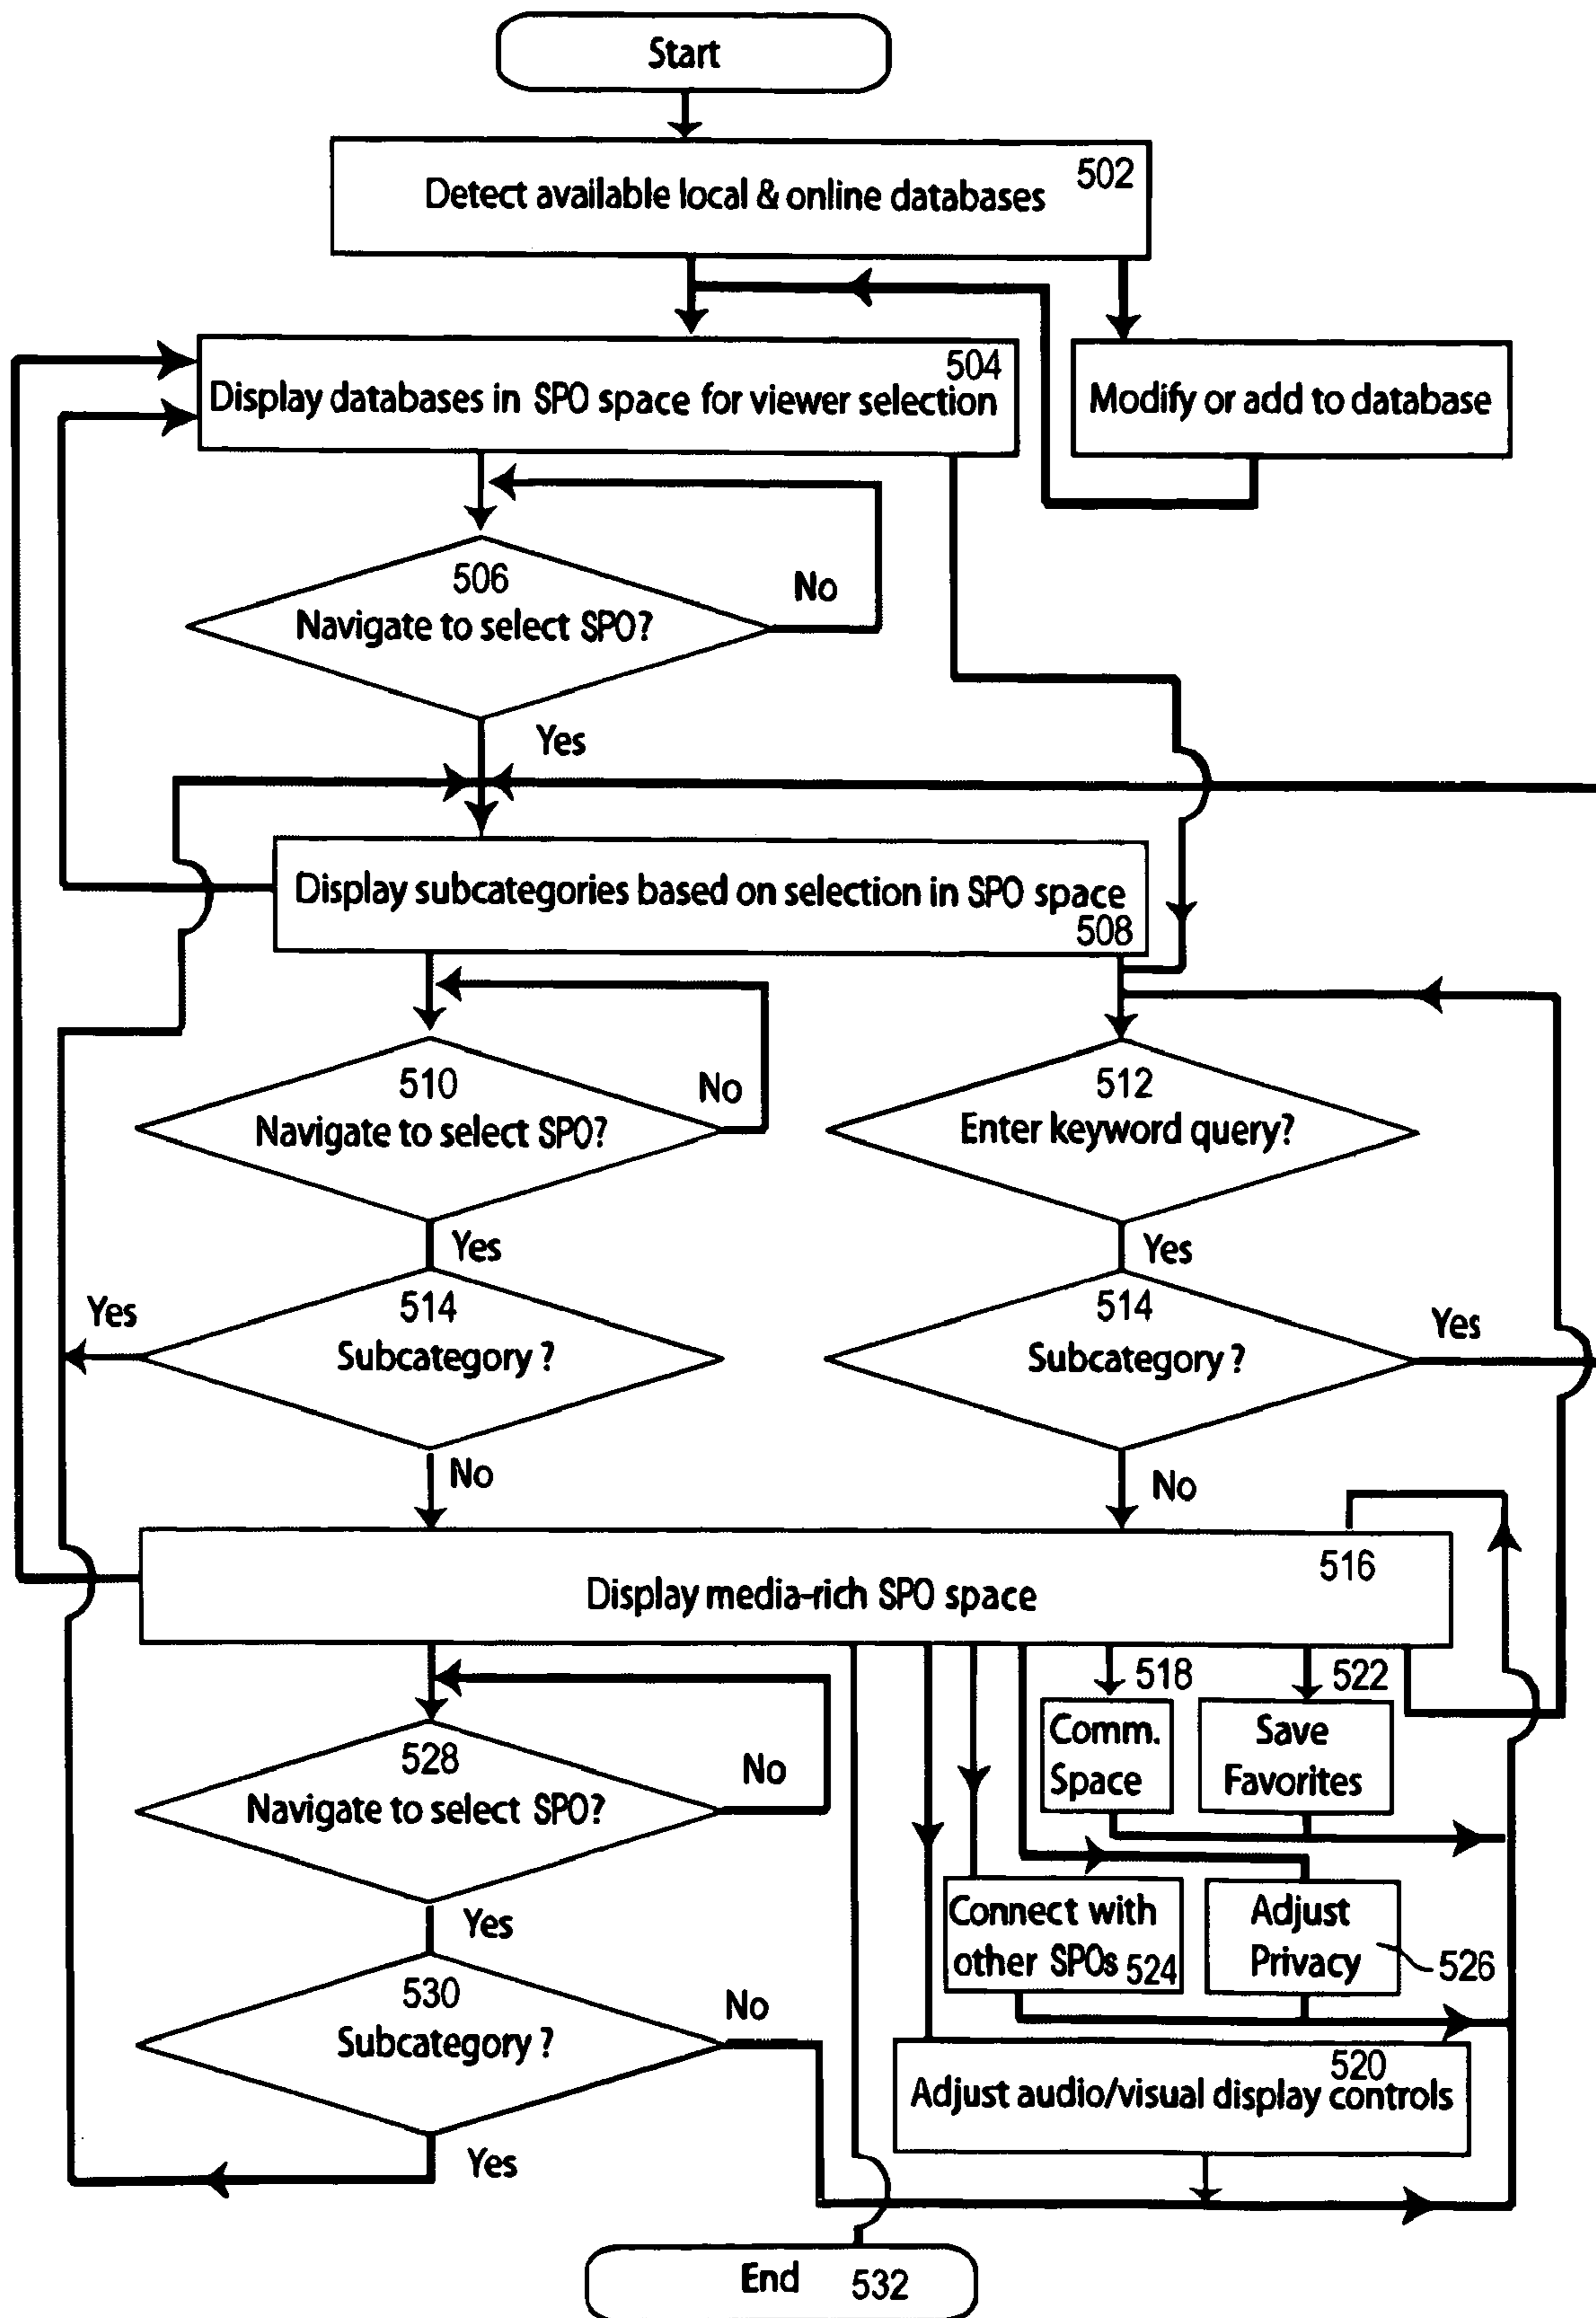 Start
502
Detect available local & online databases
504
Display databases in SPO space for viewer selection
Modify or add to database
506
Navigate to select SPO?
No
Yes
Display subcategories based on selection in SPO space
508
510
Navigate to select SPO?
No
512
Enter keyword query?
Yes
Yes
Yes
514
Subcategory ?
514
Subcategory ?
Yes
No
No
516
Display media-rich SPO space
518
522
Comm.
Space
Save
Favorites
528
Navigate to select SPO?
No
Yes
Connect with
other SPOs 524
Adjust
Privacy
526
530
Subcategory ?
No
Yes
520
Adjust audio/visual display controls
End 532